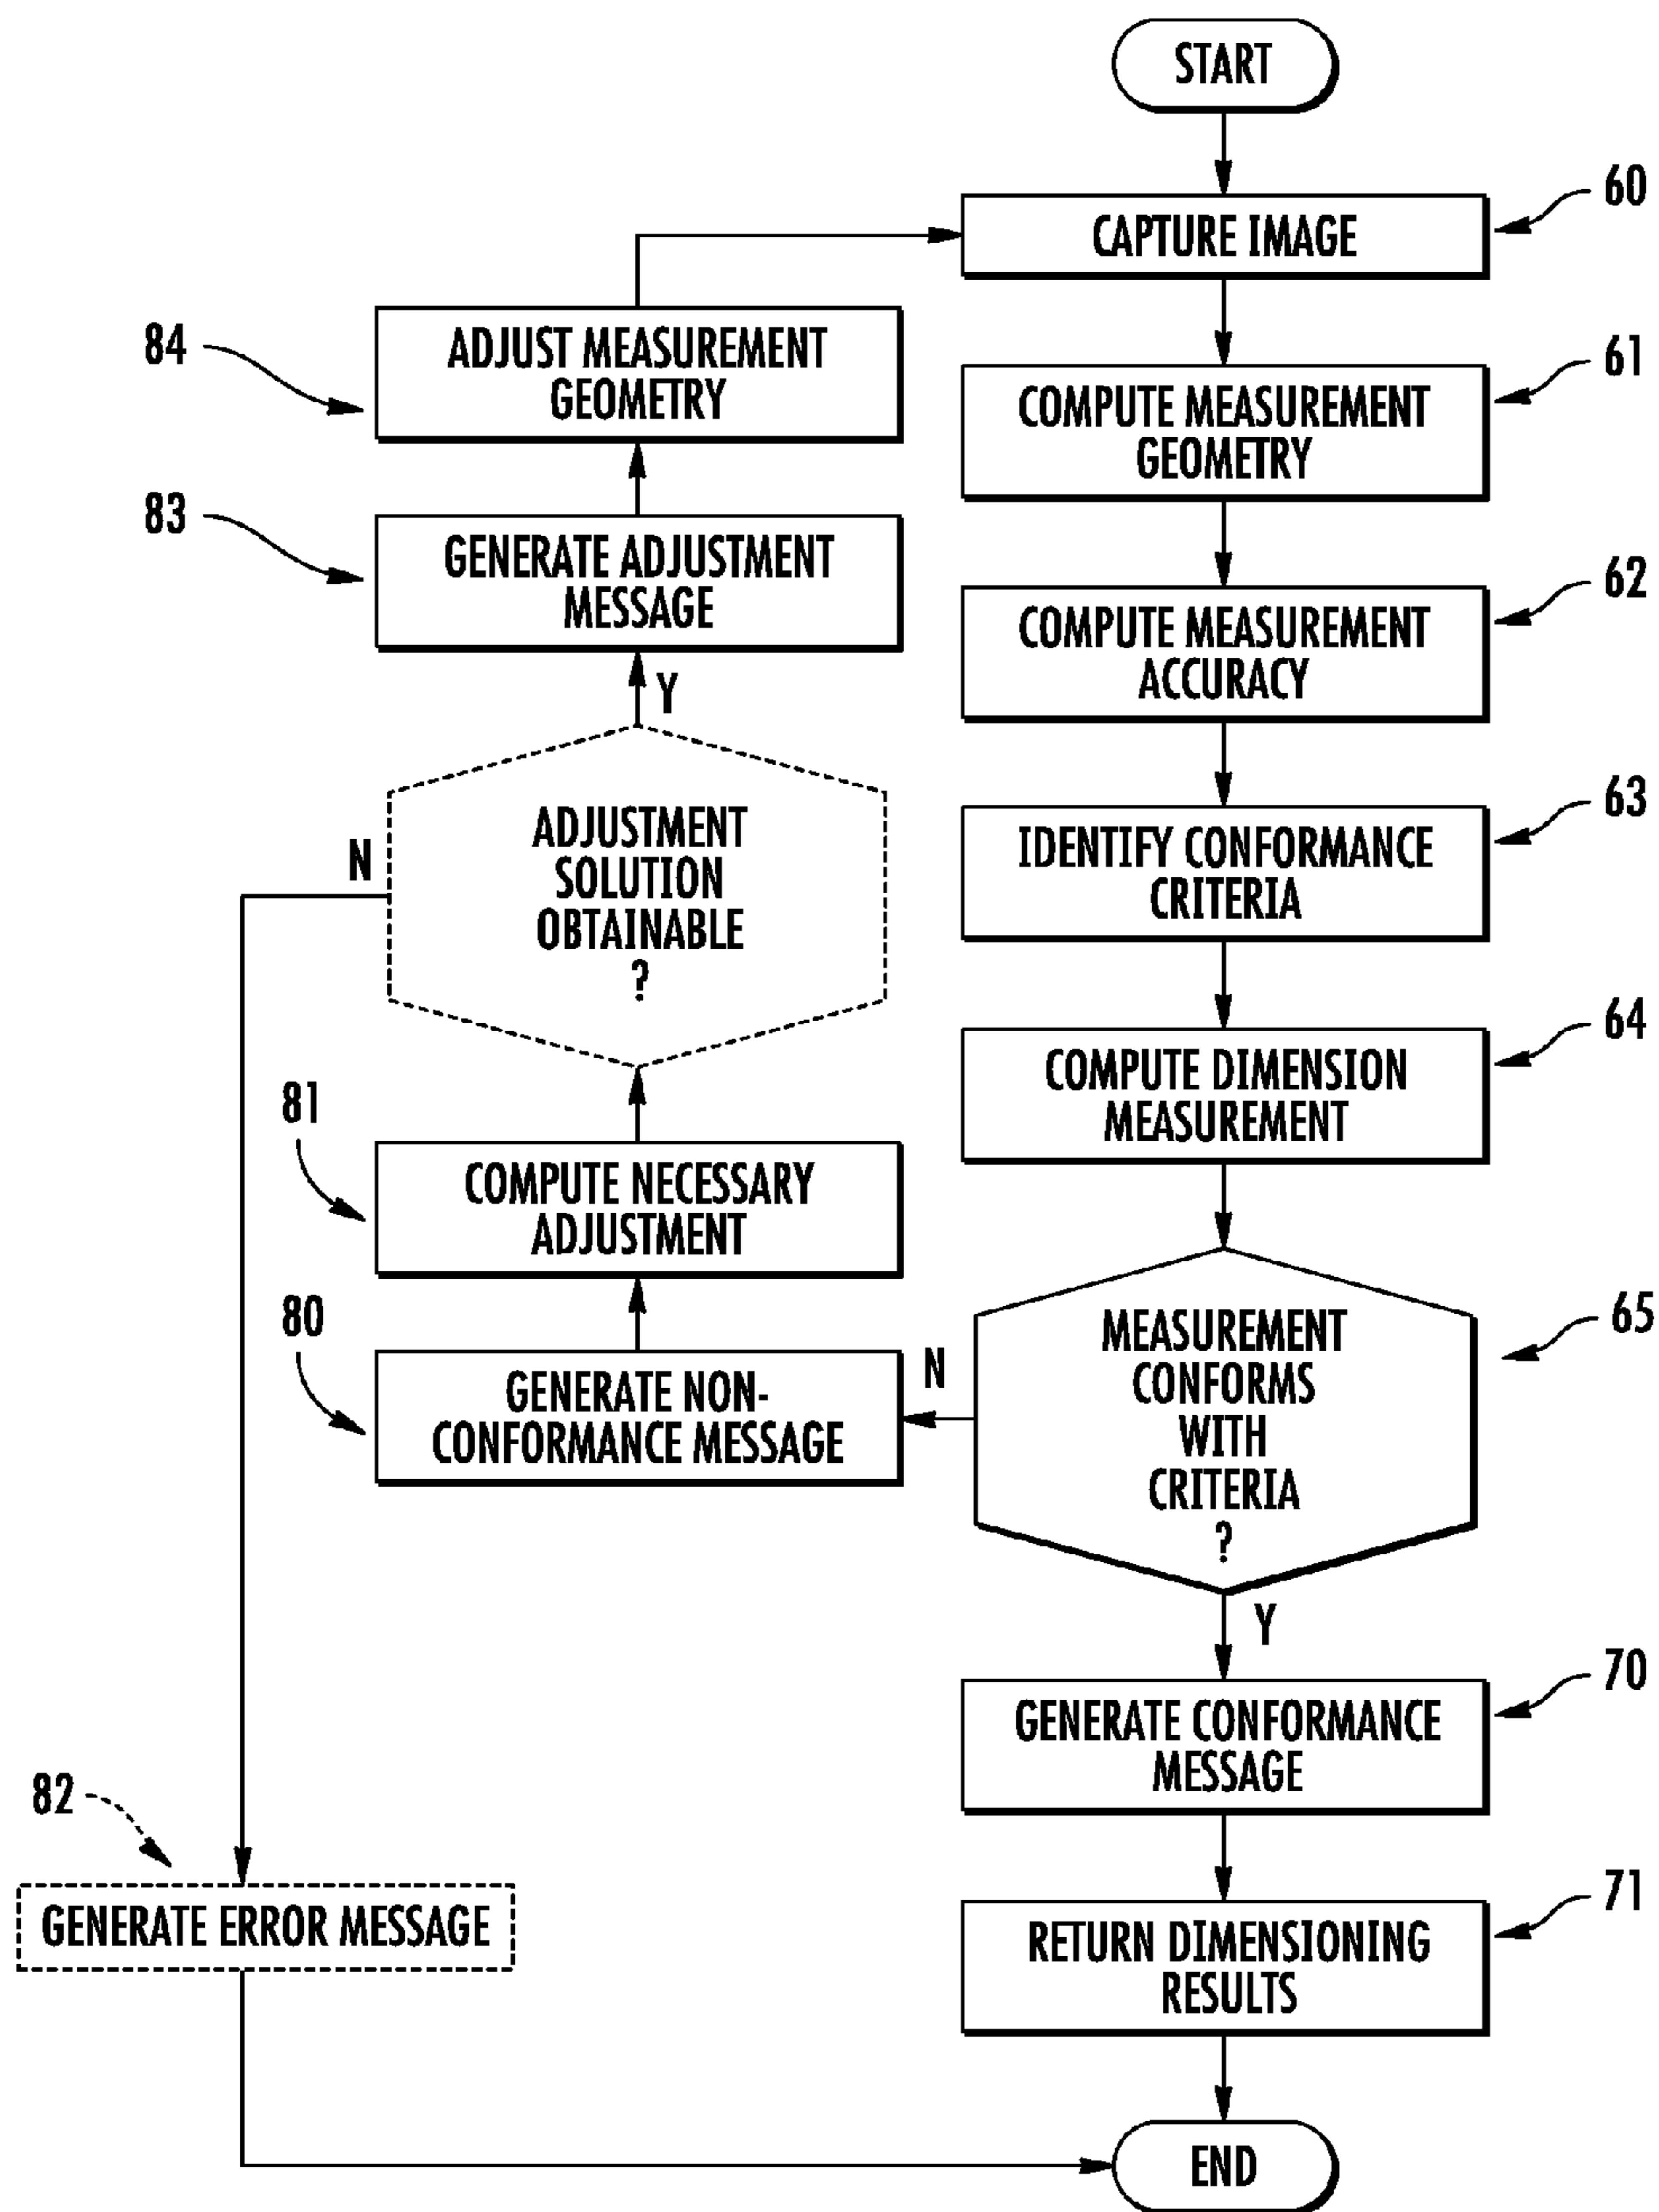 START
CAPTURE IMAGE
60
COMPUTE MEASUREMENT
GEOMETRY
61
COMPUTE MEASUREMENT
ACCURACY
62
IDENTIFY CONFORMANCE
CRITERIA
63
COMPUTE DIMENSION
MEASUREMENT
64
MEASUREMENT
CONFORMS
WITH
CRITERIA
?
65
N
Y
GENERATE CONFORMANCE
MESSAGE
70
RETURN DIMENSIONING
RESULTS
71
END
80
GENERATE NON-
CONFORMANCE MESSAGE
81
COMPUTE NECESSARY
ADJUSTMENT
ADJUSTMENT
SOLUTION
OBTAINABLE
?
N
Y
83
GENERATE ADJUSTMENT
MESSAGE
84
ADJUST MEASUREMENT
GEOMETRY
82
GENERATE ERROR MESSAGE